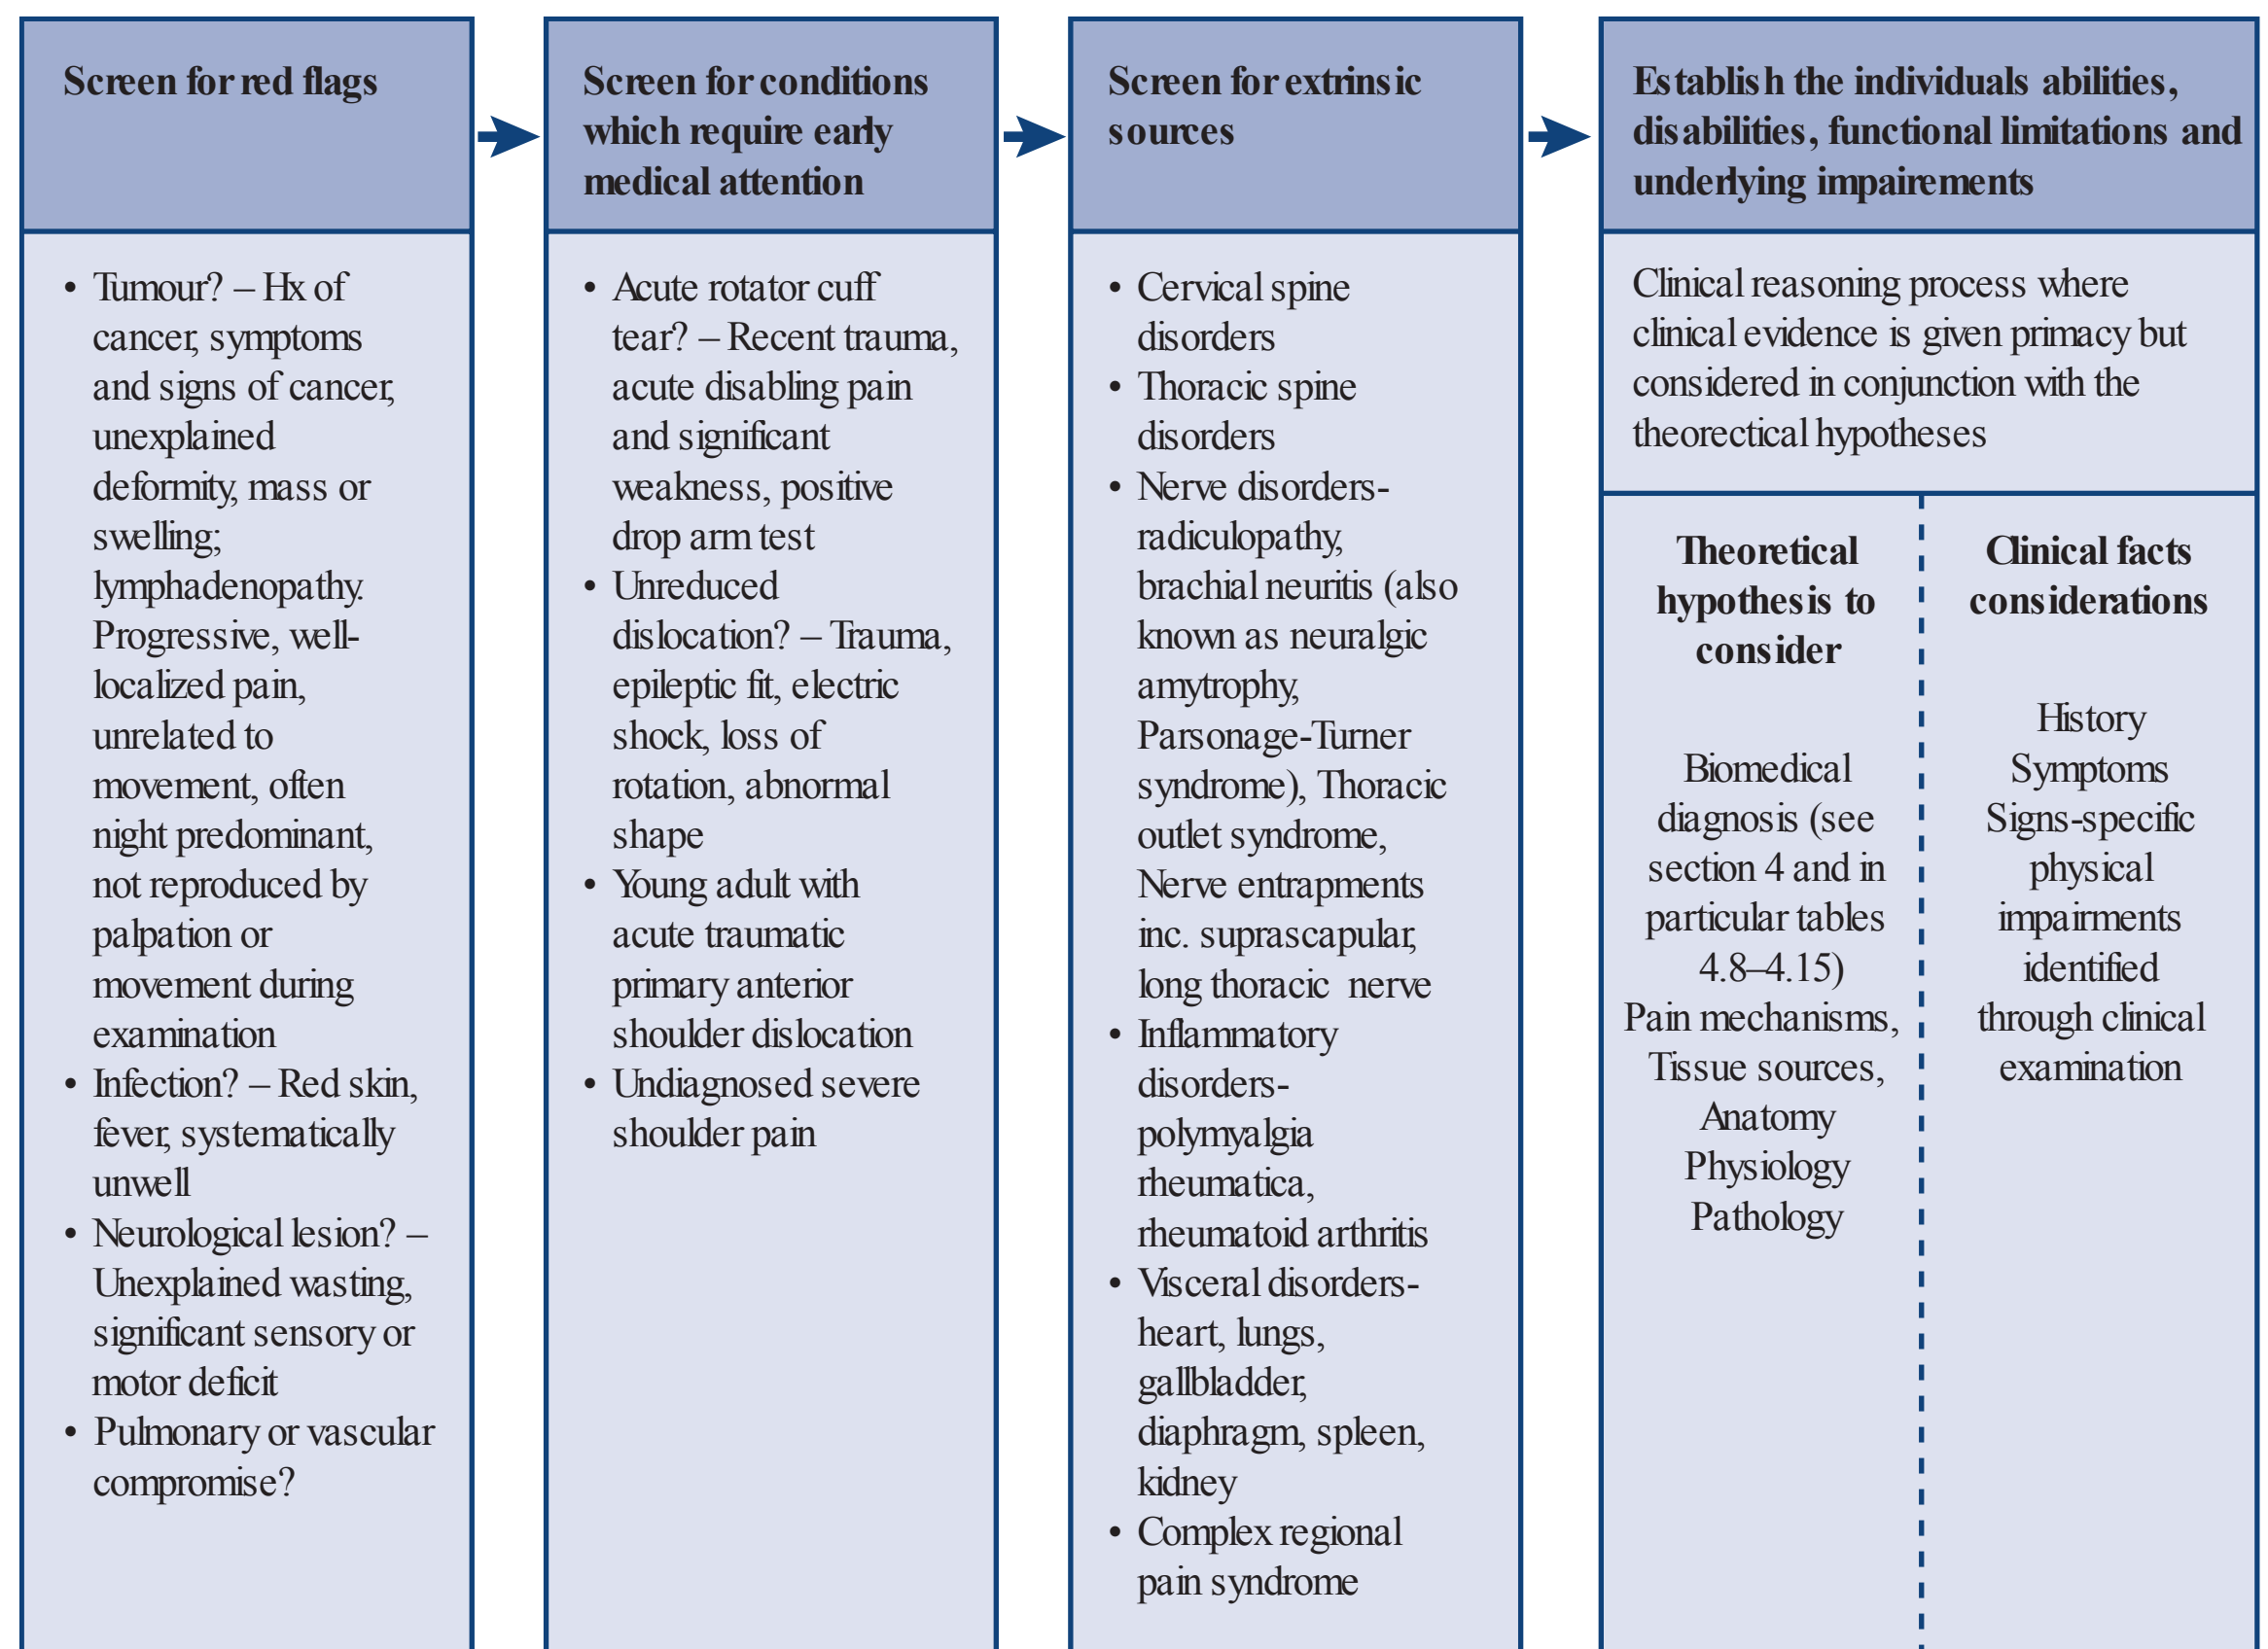 Screen for red flags
• Tumour? – Hx of
cancer, symptoms
and signs of cancer,
unexplained
deformity, mass or
swelling;
lymphadenopathy.
Progressive, well-
localized pain,
unrelated to
movement, often
night predominant,
not reproduced by
palpation or
movement during
examination
• Infection? – Red skin,
fever, systematically
unwell
• Neurological lesion? –
Unexplained wasting,
significant sensory or
motor deficit
• Pulmonary or vascular
compromise?
Screen for conditions
which require early
medical attention
• Acute rotator cuff
tear? – Recent trauma,
acute disabling pain
and significant
weakness, positive
drop arm test
• Unreduced
dislocation? – Trauma,
epileptic fit, electric
shock, loss of
rotation, abnormal
shape
• Young adult with
acute traumatic
primary anterior
shoulder dislocation
• Undiagnosed severe
shoulder pain
Screen for extrinsic
sources
• Cervical spine
disorders
• Thoracic spine
disorders
• Nerve disorders-
radiculopathy,
brachial neuritis (also
known as neuralgic
amytrophy,
Parsonage-Turner
syndrome), Thoracic
outlet syndrome,
Nerve entrapments
inc. suprascapular,
long thoracic nerve
• Inflammatory
disorders-
polymyalgia
rheumatica,
rheumatoid arthritis
• Visceral disorders-
heart, lungs,
gallbladder,
diaphragm, spleen,
kidney
• Complex regional
pain syndrome
Establish the individuals abilities,
disabilities, functional limitations and
underlying impairements
Clinical reasoning process where
clinical evidence is given primacy but
considered in conjunction with the
theorectical hypotheses
Theoretical
hypothesis to
consider
Biomedical
diagnosis (see
section 4 and in
particular tables
4.8–4.15)
Pain mechanisms,
Tissue sources,
Anatomy
Physiology
Pathology
Clinical facts
considerations
History
Symptoms
Signs-specific
physical
impairments
identified
through clinical
examination